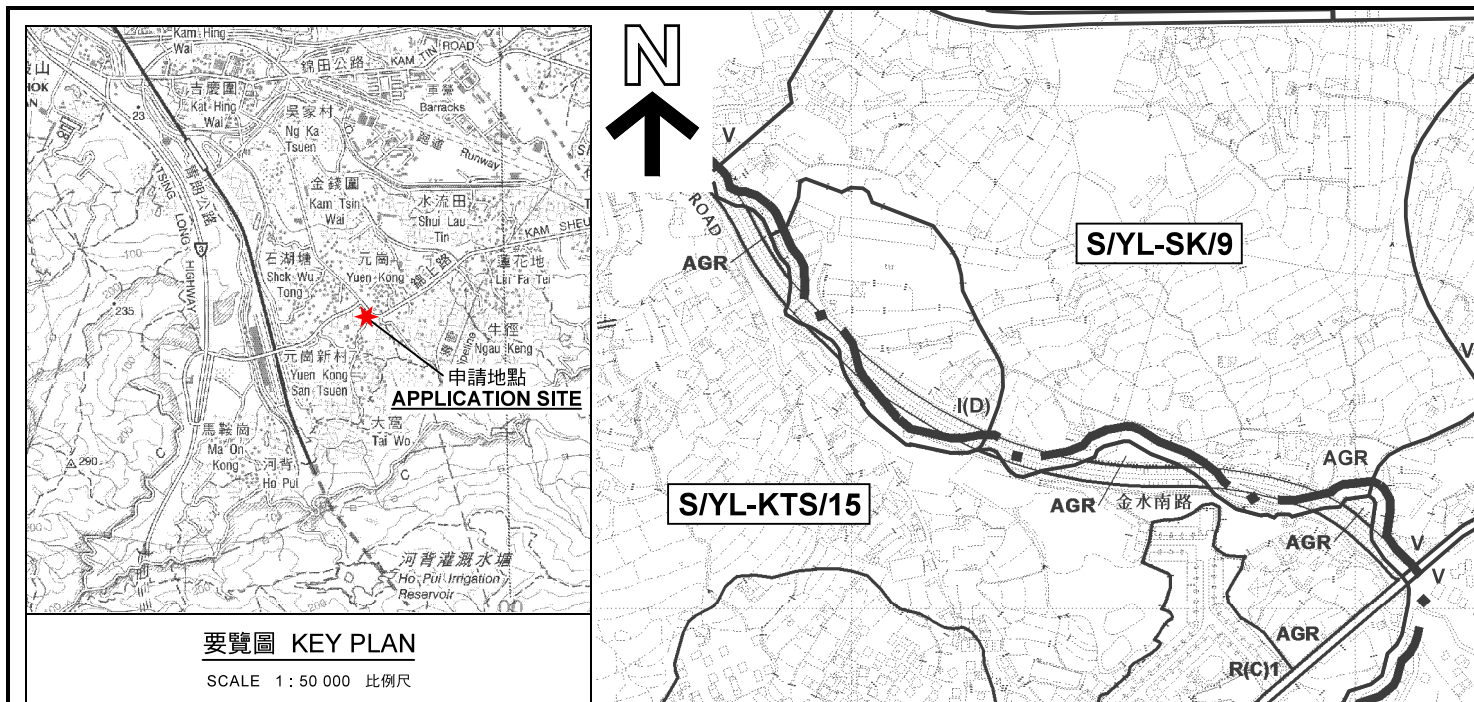 Kam Hing
Wai
錦田公路
KAM TIN ROAD
吉慶圍
Kat Hing
Wai
軍營
Barracks
吳家村
Ng Ka
Tsuen
跑道
Runway
23
青朗公路
TSING LONG HIGHWAY
3
金錢圍
Kam Tsin
Wai
水流田
Shui Lau
Tin
KAM SHEU
錦上路
石湖塘
Shek Wu
Tong
元崗
Yuen Kong
蓮花地
Lin Fa Tei
100
235
牛徑
Ngau Keng
元崗新村
Yuen Kong
San Tsuen
申請地點
APPLICATION SITE
大窩
Tai Wo
馬鞍崗
Ma On
Kong
290
河背
Ho Pui
C
C
河背灌溉水塘
Ho Pui Irrigation
Reservoir
要覽圖 KEY PLAN
SCALE 1 : 50 000 比例尺
N
V
ROAD
AGR
S/YL-SK/9
V
I(D)
S/YL-KTS/15
AGR
金水南路
AGR
AGR
V
V
AGR
R(C)1